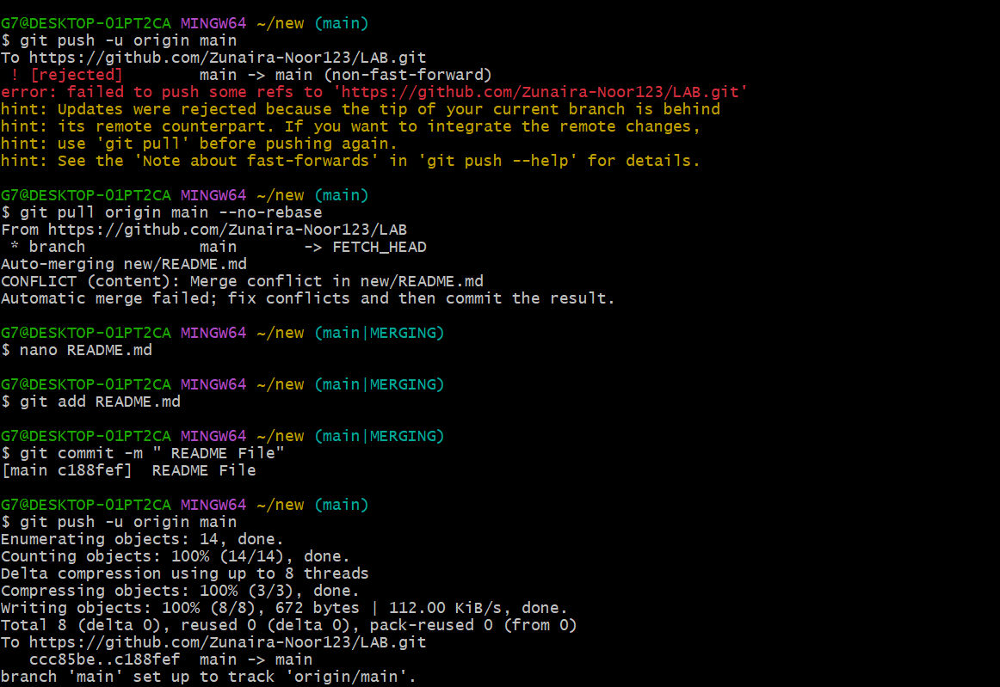 G7@DESKTOP-01PT2CA MINGW64 ~/new (main)
$ git push -u origin main
To https://github.com/Zunaira-Noor123/LAB.git
 ! [rejected]        main -> main (non-fast-forward)
error: failed to push some refs to 'https://github.com/Zunaira-Noor123/LAB.git'
hint: Updates were rejected because the tip of your current branch is behind
hint: its remote counterpart. If you want to integrate the remote changes,
hint: use 'git pull' before pushing again.
hint: See the 'Note about fast-forwards' in 'git push --help' for details.
G7@DESKTOP-01PT2CA MINGW64 ~/new (main)
$ git pull origin main --no-rebase
From https://github.com/Zunaira-Noor123/LAB
 * branch            main       -> FETCH_HEAD
Auto-merging new/README.md
CONFLICT (content): Merge conflict in new/README.md
Automatic merge failed; fix conflicts and then commit the result.
G7@DESKTOP-01PT2CA MINGW64 ~/new (main|MERGING)
$ nano README.md
G7@DESKTOP-01PT2CA MINGW64 ~/new (main|MERGING)
$ git add README.md
G7@DESKTOP-01PT2CA MINGW64 ~/new (main|MERGING)
$ git commit -m " README File"
[main c188fef]  README File
G7@DESKTOP-01PT2CA MINGW64 ~/new (main)
$ git push -u origin main
Enumerating objects: 14, done.
Counting objects: 100% (14/14), done.
Delta compression using up to 8 threads
Compressing objects: 100% (3/3), done.
Writing objects: 100% (8/8), 672 bytes | 112.00 KiB/s, done.
Total 8 (delta 0), reused 0 (delta 0), pack-reused 0 (from 0)
To https://github.com/Zunaira-Noor123/LAB.git
   ccc85be..c188fef  main -> main
branch 'main' set up to track 'origin/main'.